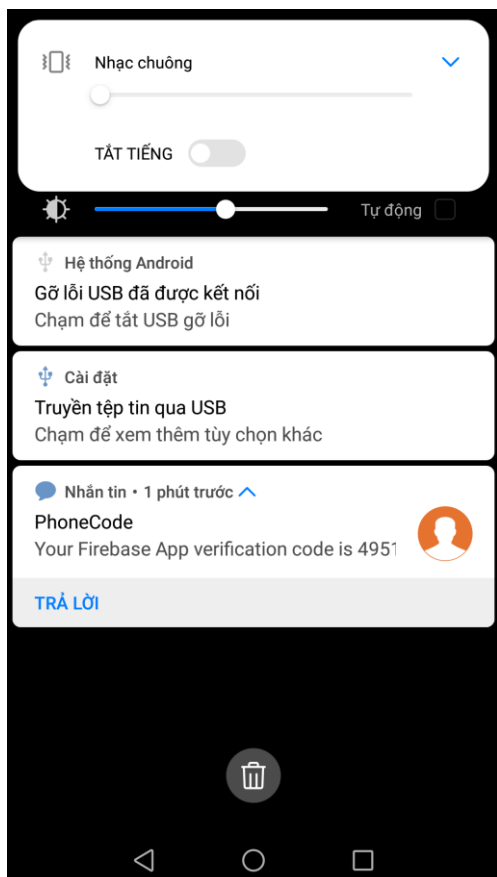 Nhạc chuông
TẮT TIẾNG
Tự động
Hệ thống Android
Gỡ lỗi USB đã được kết nối
Chạm để tắt USB gỡ lỗi
Cài đặt
Truyền tệp tin qua USB
Chạm để xem thêm tùy chọn khác
Nhắn tin • 1 phút trước
PhoneCode
Your Firebase App verification code is 4951
TRẢ LỜI